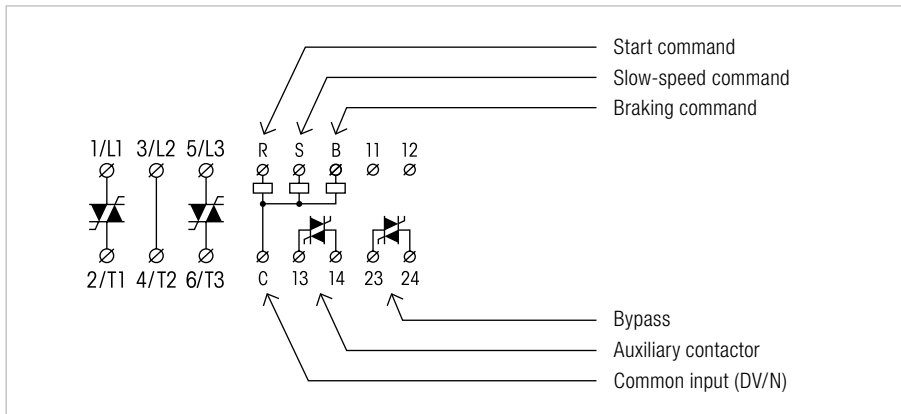 Start command
Slow-speed command
Braking command
1/L1 3/L2 5/L3 R S B 11 12
2/T1 4/T2 6/T3 C 13 14 23 24
Bypass
Auxiliary contactor
Common input (DV/N)